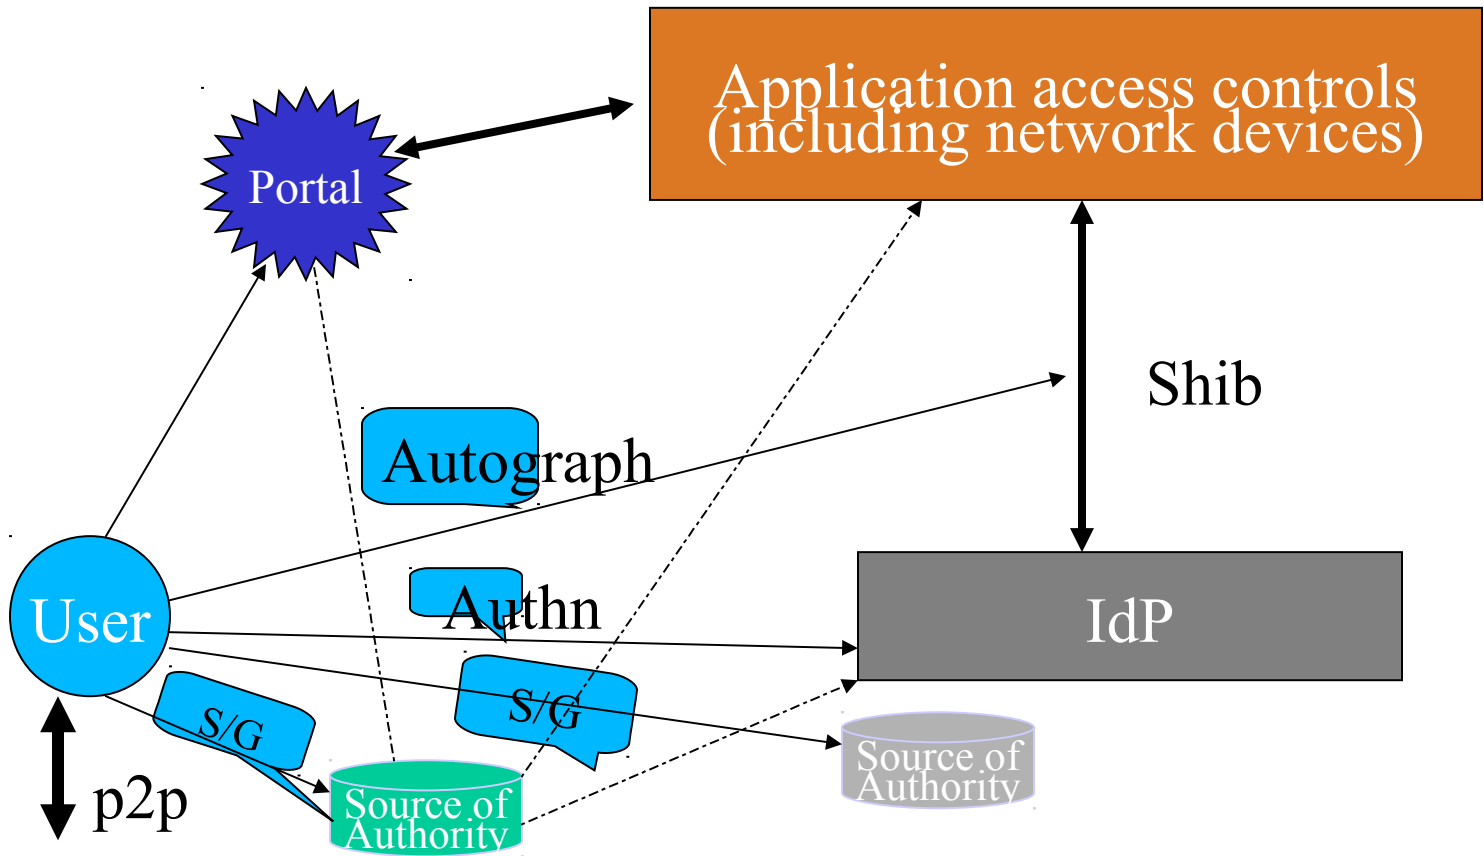 Application access controls
(including network devices)
Portal
Shib
Autograph
Authn
User
IdP
S/G
S/G
Source of
Authority
p2p
Source of
Authority